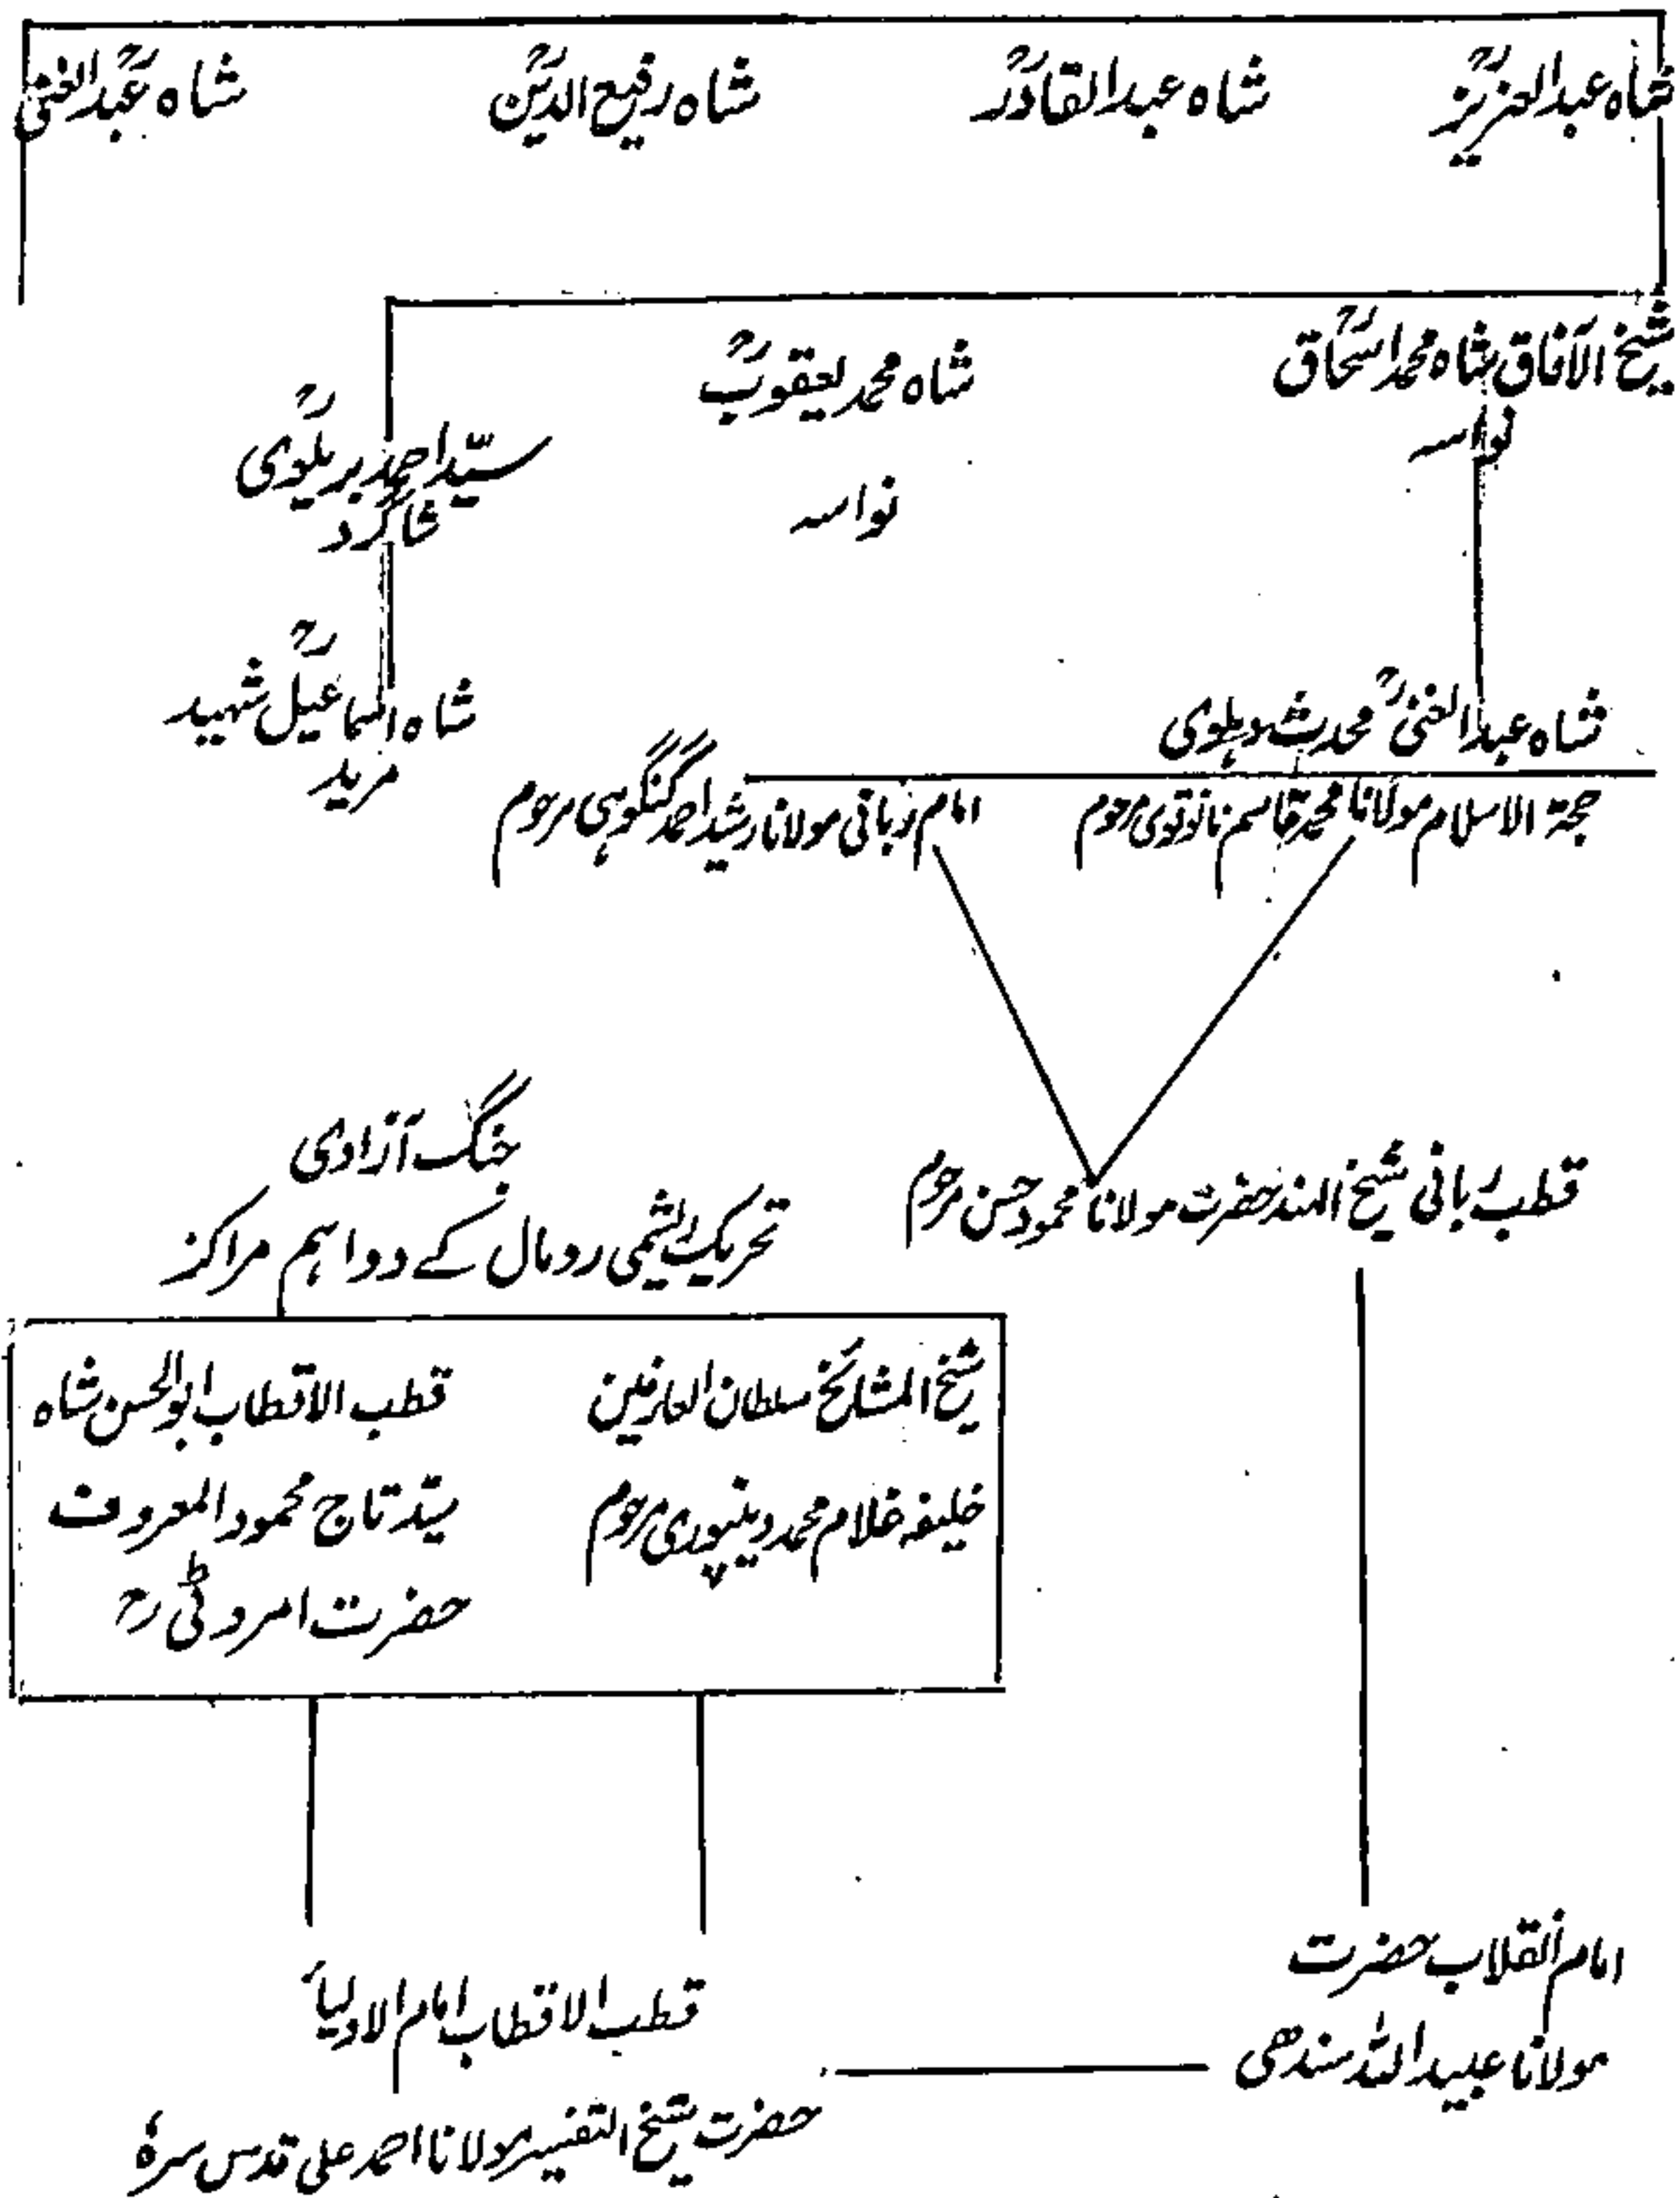 شاہ عبدالعزیزؒ شاہ عبدالقادرؒ شاہ رفیع الدینؒ شاہ عبدالغنیؒ
شیخ الآفاق شاہ محمد اسحاقؒ
نواسہ
شاہ محمد یعقوبؒ
نواسہ
سیّد احمد بریلویؒ
شاگرد
شاہ اسماعیل شہیدؒ
مرید
شاہ عبدالغنیؒ محدث دہلوی
حجۃ الاسلام مولانا محمد قاسم نانوتوی مرحوم
امام ربانی مولانا رشید احمد گنگوہی مرحوم
قطب ربانی شیخ الہند حضرت مولانا محمود حسن مرحوم
جنگ آزادی
تحریک ریشمی رومال کے دو اہم مراکز
شیخ المشائخ سلطان العارفین
خلیفہ غلام محمد دینپوری مرحوم
قطب الاقطاب ابوالحسن شاہ
سیّد تاج محمود المعروف
حضرت امروٹی رح
امام انقلاب حضرت
مولانا عبیداللہ سندھی
قطب الاقطاب امام الاولیاء
حضرت شیخ التفسیر مولانا احمد علی قدس سرہٗ